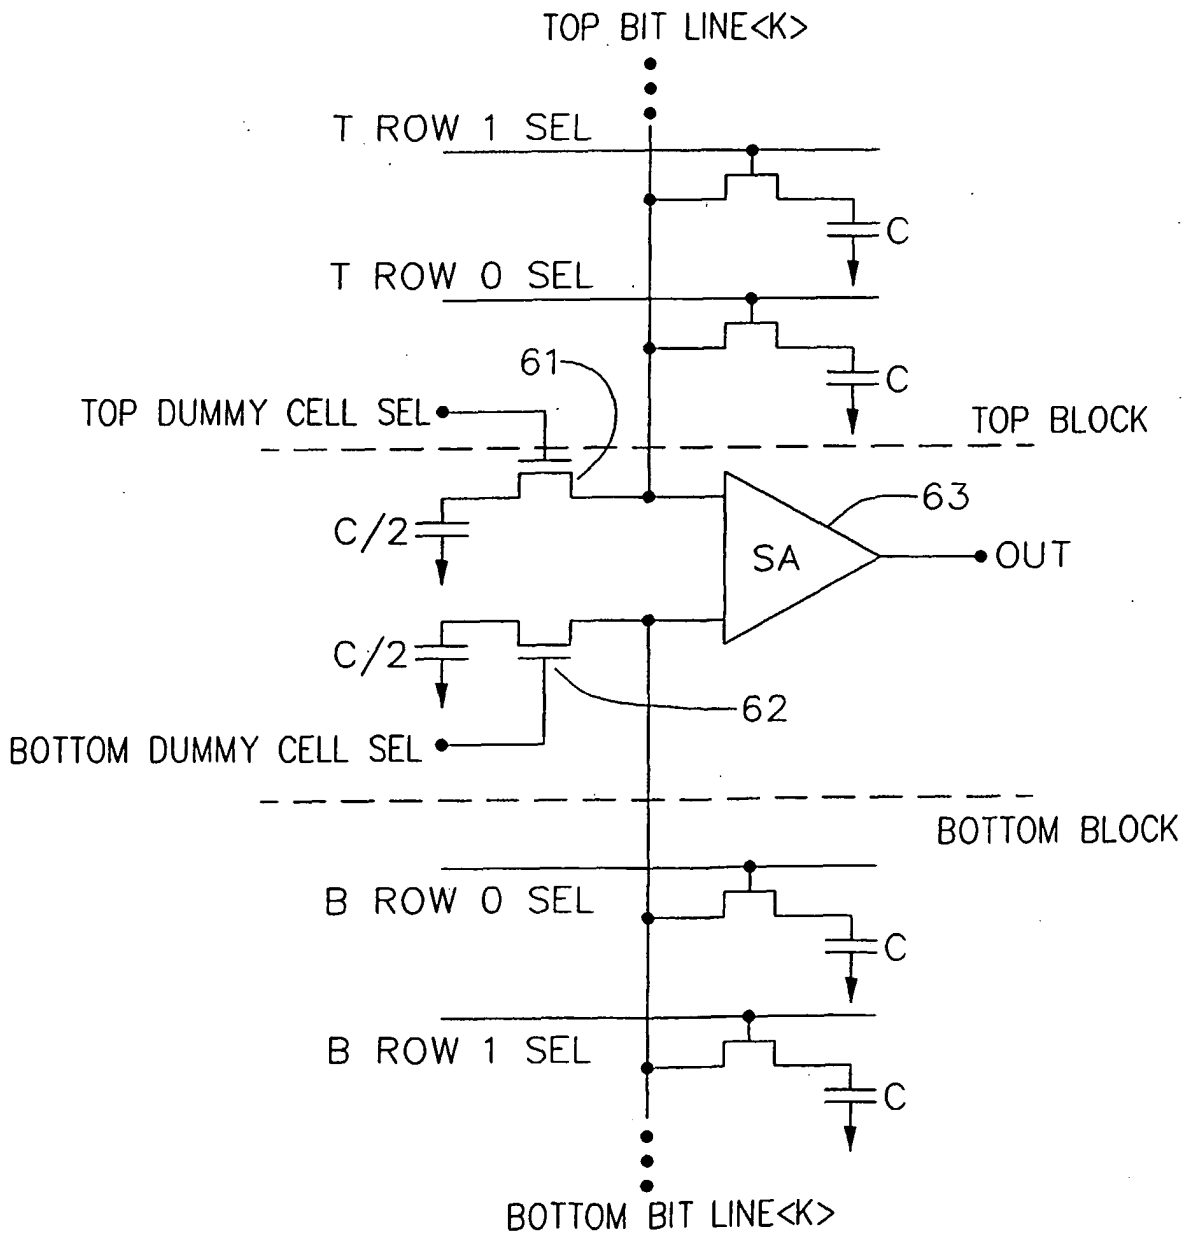 TOP BIT LINE<K>
T ROW 1 SEL
C
T ROW 0 SEL
C
61
TOP DUMMY CELL SEL
TOP BLOCK
63
C/2
SA
OUT
C/2
62
BOTTOM DUMMY CELL SEL
BOTTOM BLOCK
B ROW 0 SEL
C
B ROW 1 SEL
C
BOTTOM BIT LINE<K>